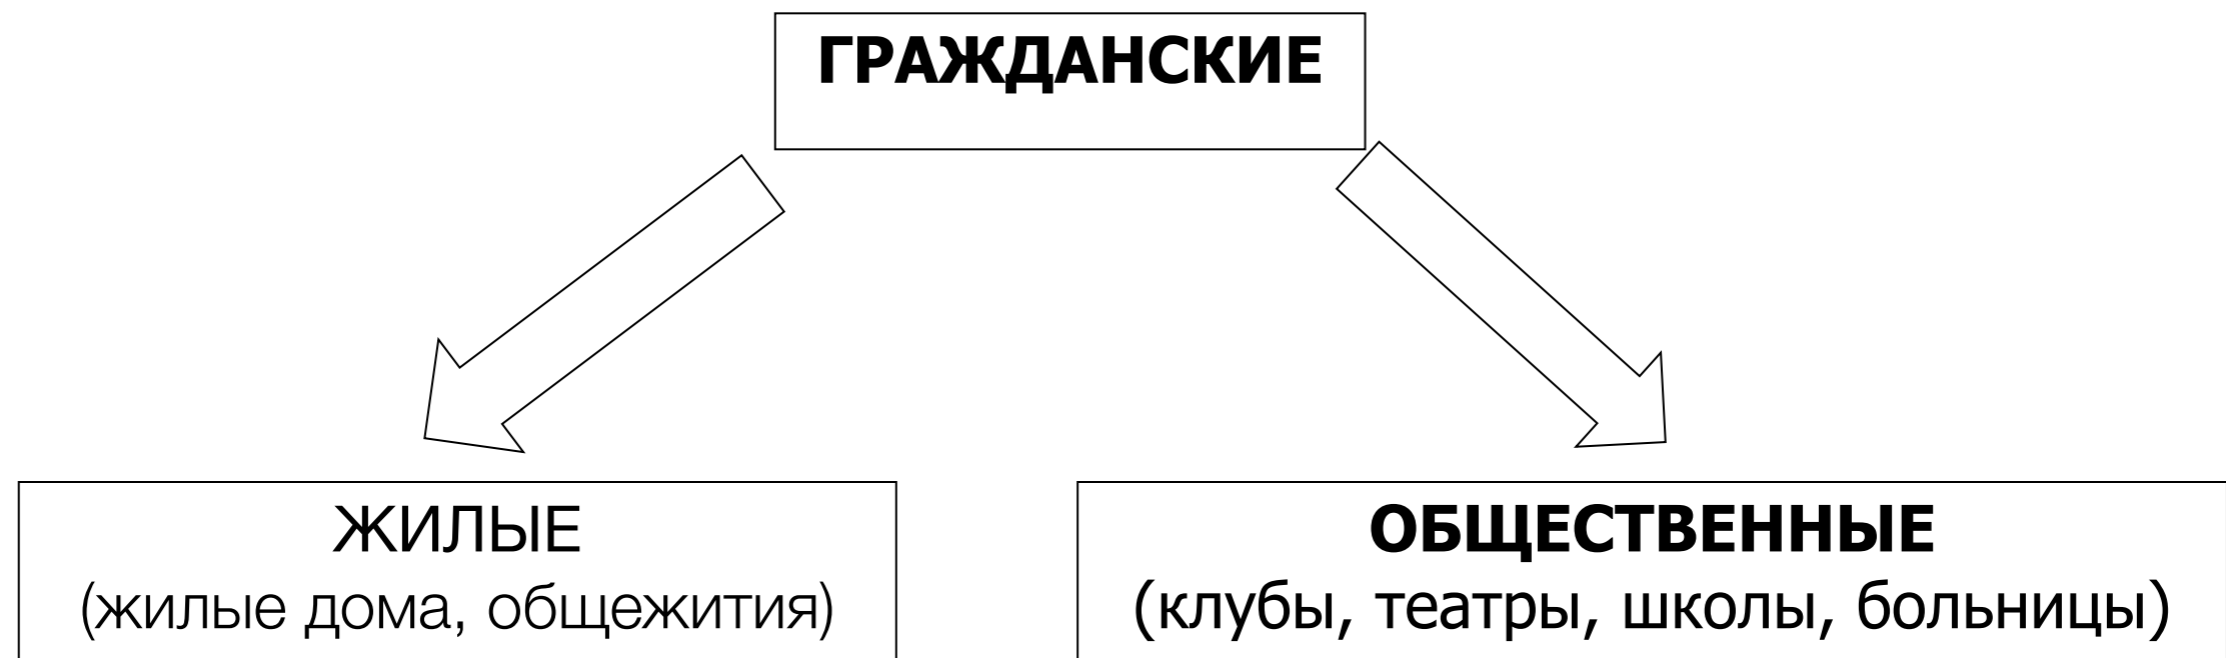 ГРАЖДАНСКИЕ
ЖИЛЫЕ
(жилые дома, общежития)
ОБЩЕСТВЕННЫЕ
(клубы, театры, школы, больницы)